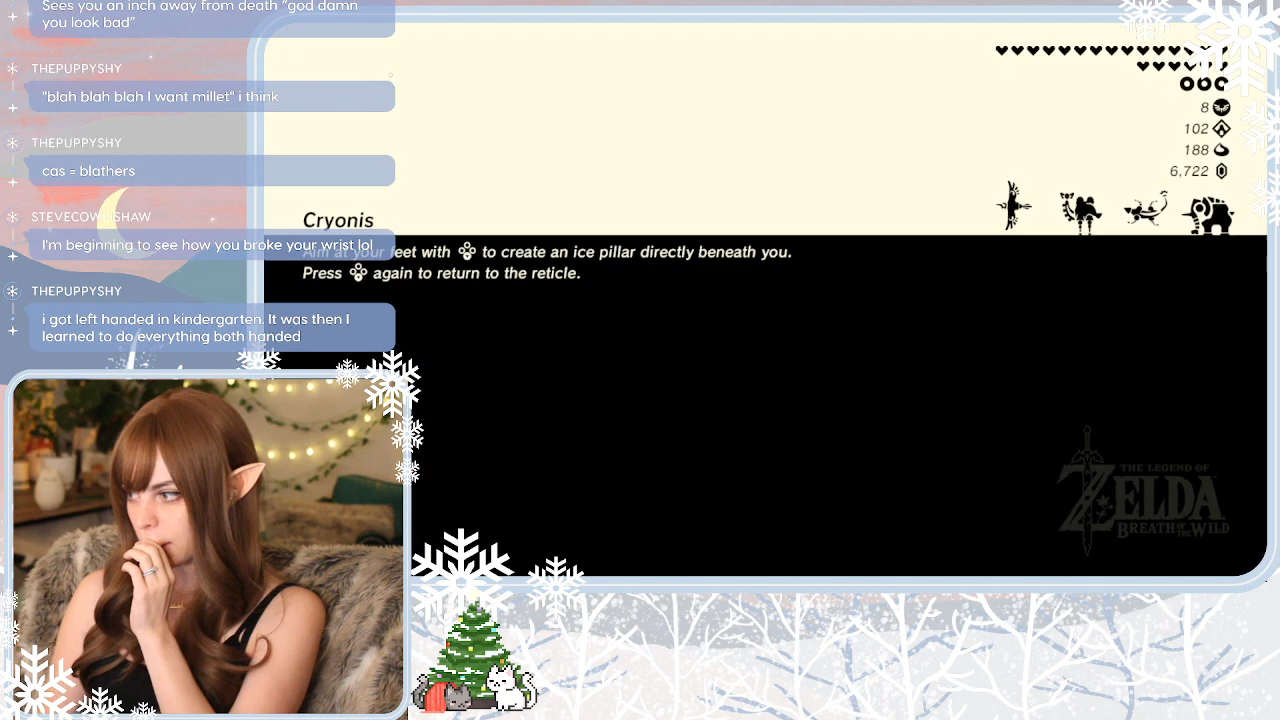 Sees you an inch away from death "god damn
you look bad"
THEPUPPYSHY
"blah blah blah I want millet" i think
THEPUPPYSHY
cas = blathers
STEVECOWLISHAW
I'm beginning to see how you broke your wrist lol
THEPUPPYSHY
i got left handed in kindergarten. It was then I
learned to do everything both handed
8
102
188
6,722
Cryonis
Aim at your feet with to create an ice pillar directly beneath you.
Press again to return to the reticle.
THE LEGEND OF
ZELDA
BREATH OF THE WILD